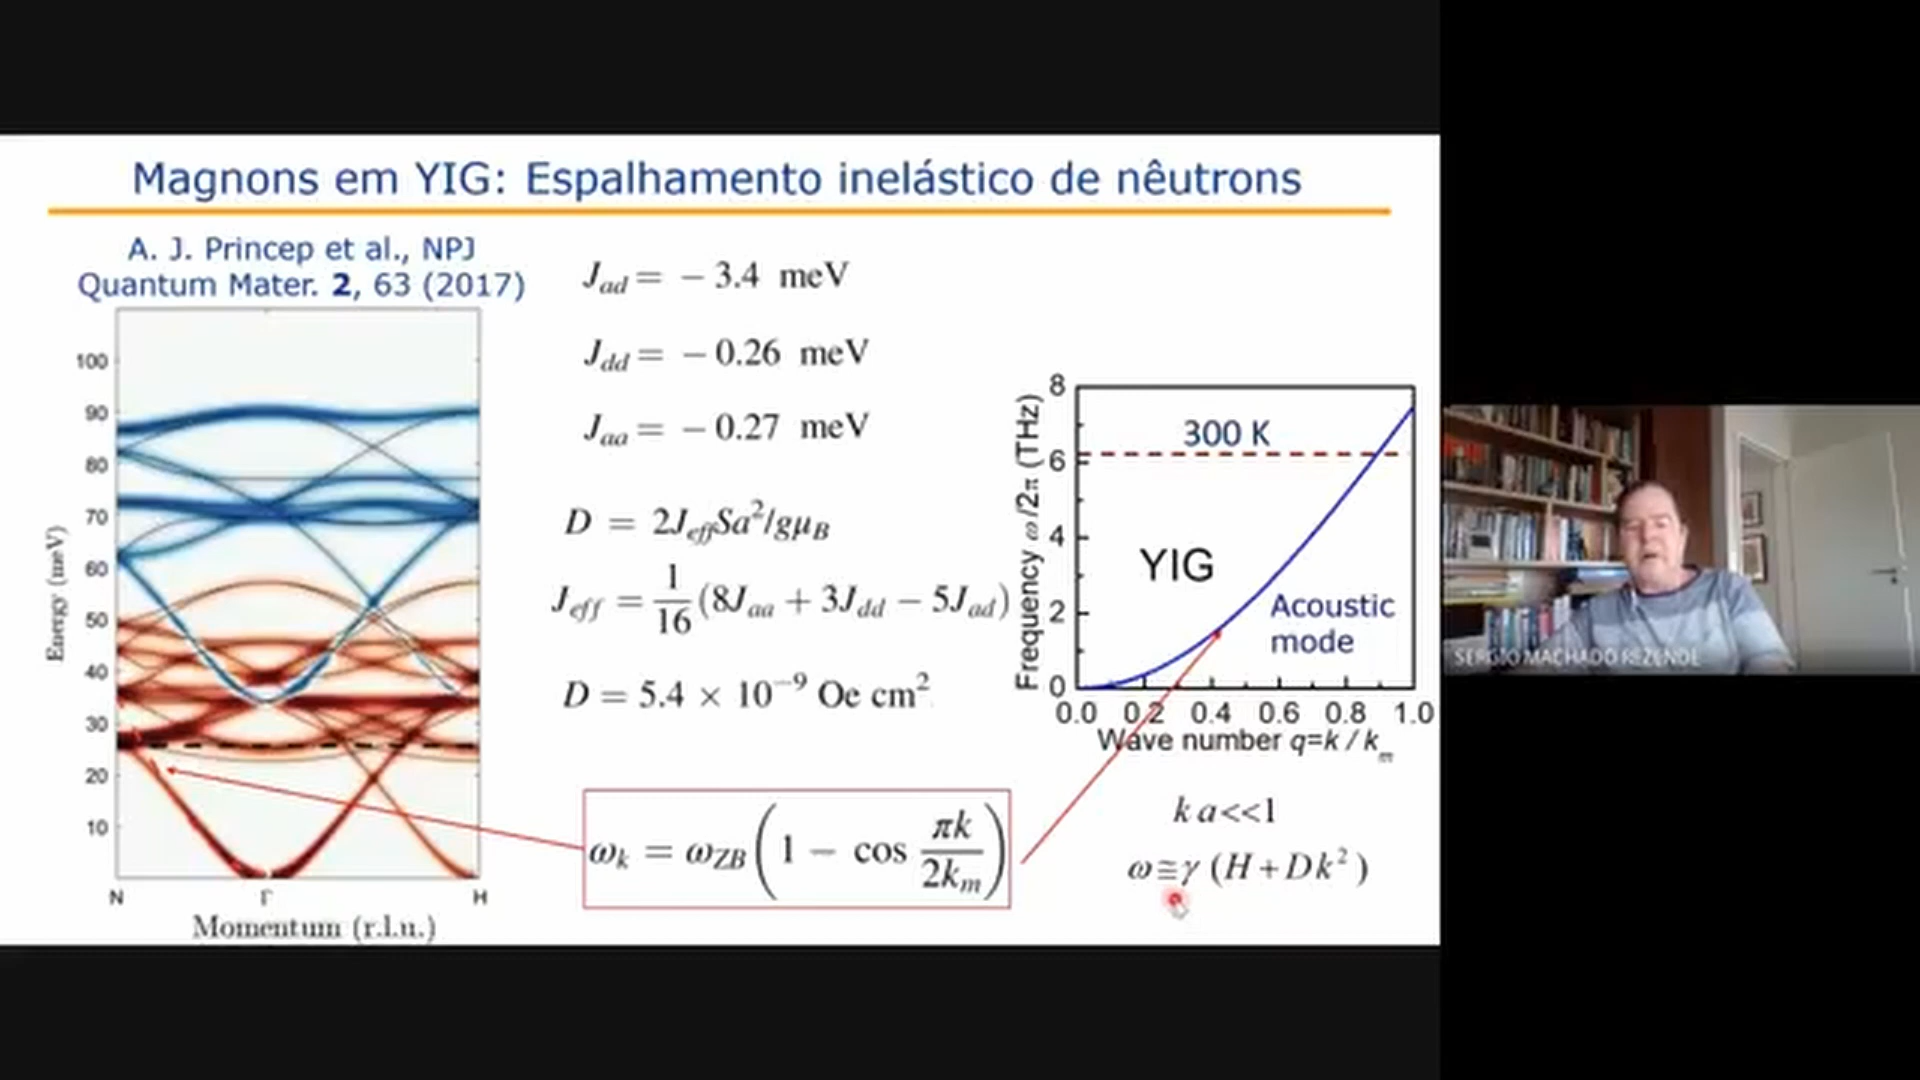 Magnons em YIG: Espalhamento inelástico de nêutrons
A. J. Princep et al., NPJ
Quantum Mater. 2, 63 (2017)
100
90
80
70
60
50
40
30
20
10
Energy (meV)
N Γ H
Momentum (r.l.u.)
J_ad = − 3.4 meV
J_dd = − 0.26 meV
J_aa = − 0.27 meV
D = 2J_eff Sa²/gμ_B
J_eff = 1/16 (8J_aa + 3J_dd − 5J_ad)
D = 5.4 × 10⁻⁹ Oe cm²
ω_k = ω_ZB (1 − cos πk/2k_m)
Frequency ω/2π (THz)
8
6
4
2
0
300 K
YIG
Acoustic
mode
0.0 0.2 0.4 0.6 0.8 1.0
Wave number q=k / k_m
k a<<1
ω≅γ (H+Dk²)
SERGIO MACHADO REZENDE